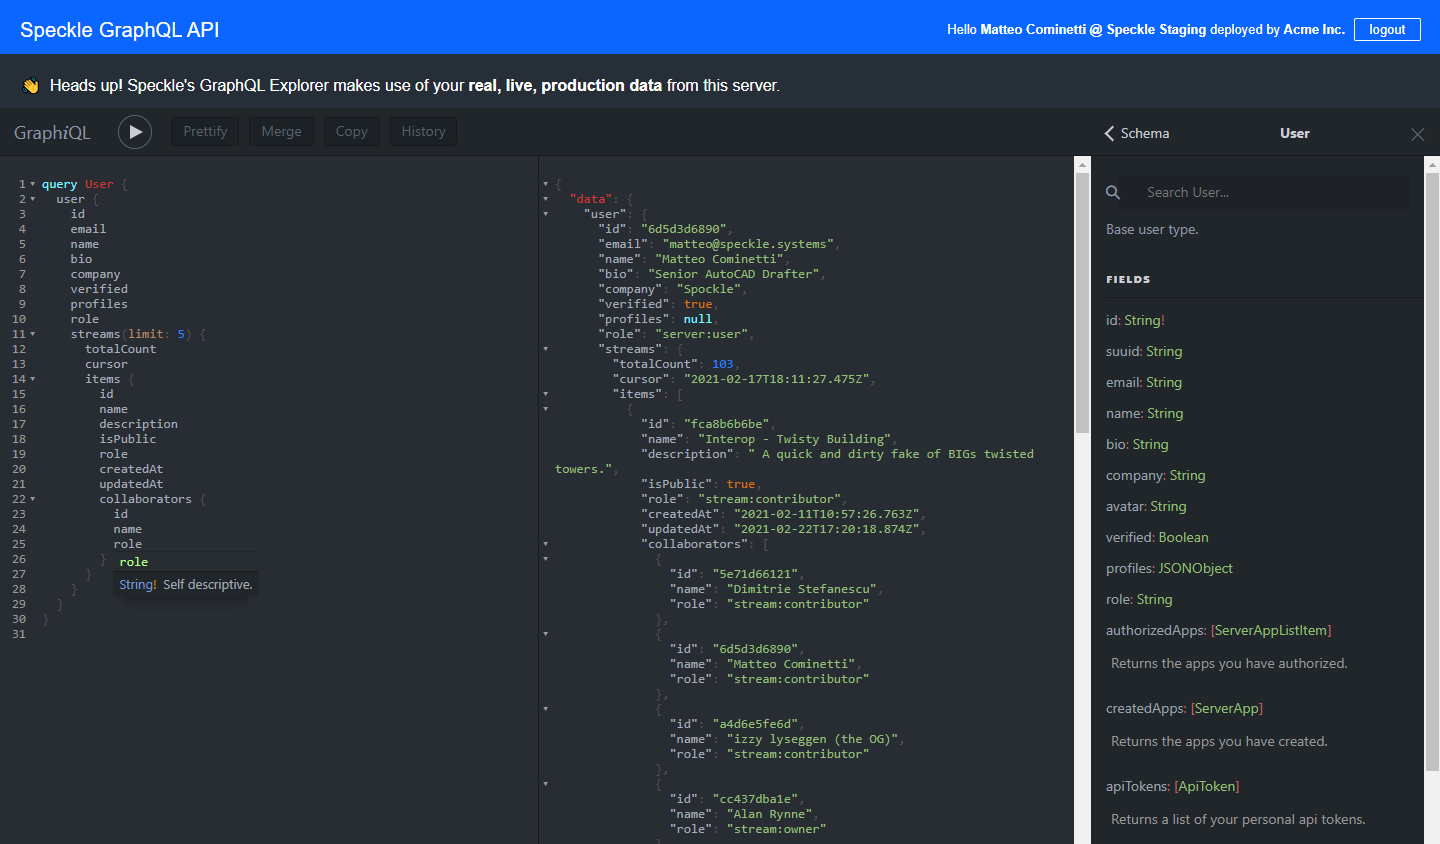 Speckle GraphQL API
Hello Matteo Cominetti @ Speckle Staging deployed by Acme Inc.
logout
👋 Heads up! Speckle's GraphQL Explorer makes use of your real, live, production data from this server.
GraphiQL
Prettify
Merge
Copy
History
1 query User {
2 user {
3 id
4 email
5 name
6 bio
7 company
8 verified
9 profiles
10 role
11 streams(limit: 5) {
12 totalCount
13 cursor
14 items {
15 id
16 name
17 description
18 isPublic
19 role
20 createdAt
21 updatedAt
22 collaborators {
23 id
24 name
25 role
26 }
27 }
28 }
29 }
30 }
31
role
String! Self descriptive.
{
"data": {
"user": {
"id": "6d5d3d6890",
"email": "matteo@speckle.systems",
"name": "Matteo Cominetti",
"bio": "Senior AutoCAD Drafter",
"company": "Spockle",
"verified": true,
"profiles": null,
"role": "server:user",
"streams": {
"totalCount": 103,
"cursor": "2021-02-17T18:11:27.475Z",
"items": [
{
"id": "fca8b6b6be",
"name": "Interop - Twisty Building",
"description": " A quick and dirty fake of BIGs twisted
towers.",
"isPublic": true,
"role": "stream:contributor",
"createdAt": "2021-02-11T10:57:26.763Z",
"updatedAt": "2021-02-22T17:20:18.874Z",
"collaborators": [
{
"id": "5e71d66121",
"name": "Dimitrie Stefanescu",
"role": "stream:contributor"
},
{
"id": "6d5d3d6890",
"name": "Matteo Cominetti",
"role": "stream:contributor"
},
{
"id": "a4d6e5fe6d",
"name": "izzy lyseggen (the OG)",
"role": "stream:contributor"
},
{
"id": "cc437dba1e",
"name": "Alan Rynne",
"role": "stream:owner"
}
Schema
User
Search User...
Base user type.
FIELDS
id: String!
suuid: String
email: String
name: String
bio: String
company: String
avatar: String
verified: Boolean
profiles: JSONObject
role: String
authorizedApps: [ServerAppListItem]
Returns the apps you have authorized.
createdApps: [ServerApp]
Returns the apps you have created.
apiTokens: [ApiToken]
Returns a list of your personal api tokens.